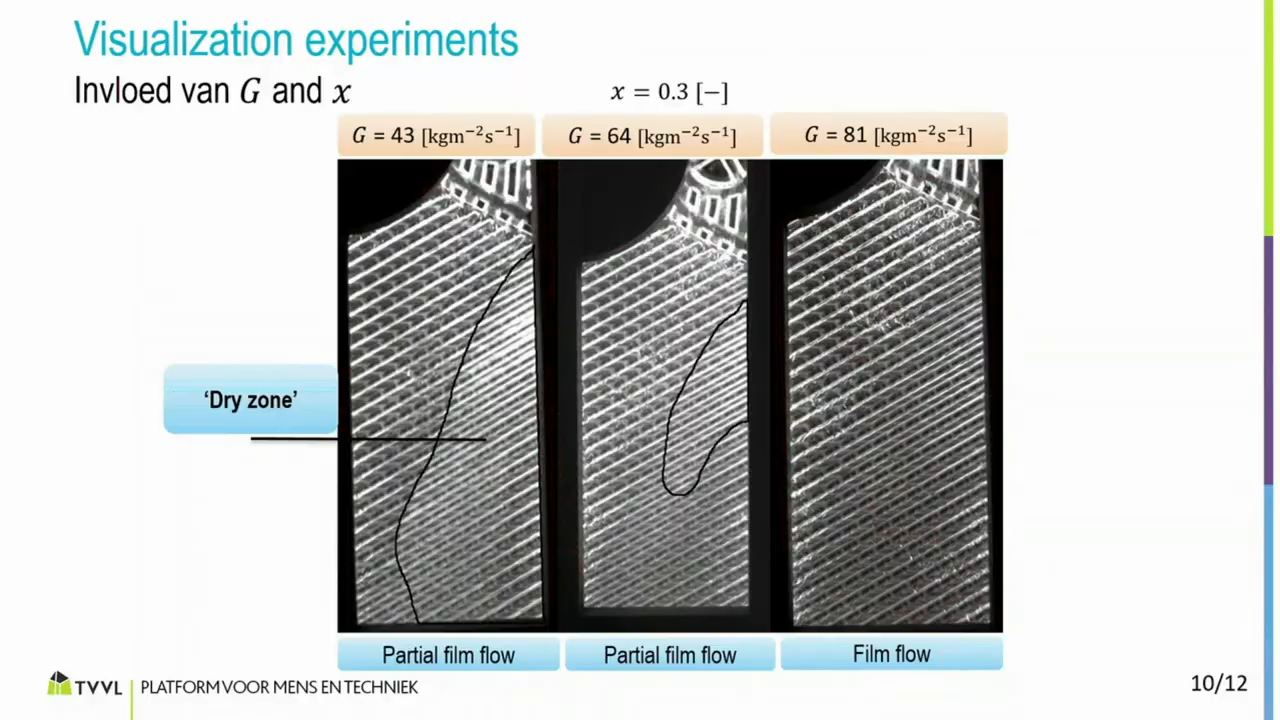 Visualization experiments
Invloed van G and x
x = 0.3 [−]
G = 43 [kgm⁻²s⁻¹]
G = 64 [kgm⁻²s⁻¹]
G = 81 [kgm⁻²s⁻¹]
‘Dry zone’
Partial film flow
Partial film flow
Film flow
TVVL
PLATFORM VOOR MENS EN TECHNIEK
10/12